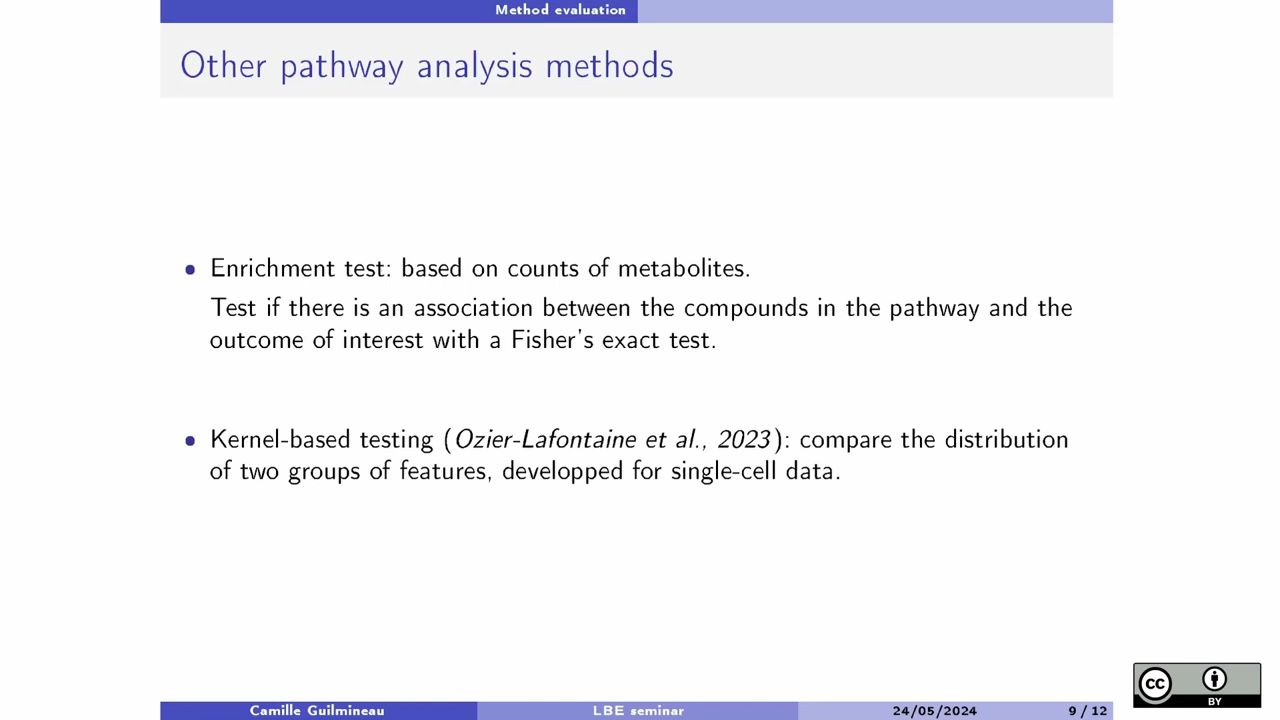 Method evaluation
Other pathway analysis methods
• Enrichment test: based on counts of metabolites.
Test if there is an association between the compounds in the pathway and the
outcome of interest with a Fisher's exact test.
• Kernel-based testing (Ozier-Lafontaine et al., 2023): compare the distribution
of two groups of features, developped for single-cell data.
Camille Guilmineau LBE seminar 24/05/2024 9 / 12
cc
BY